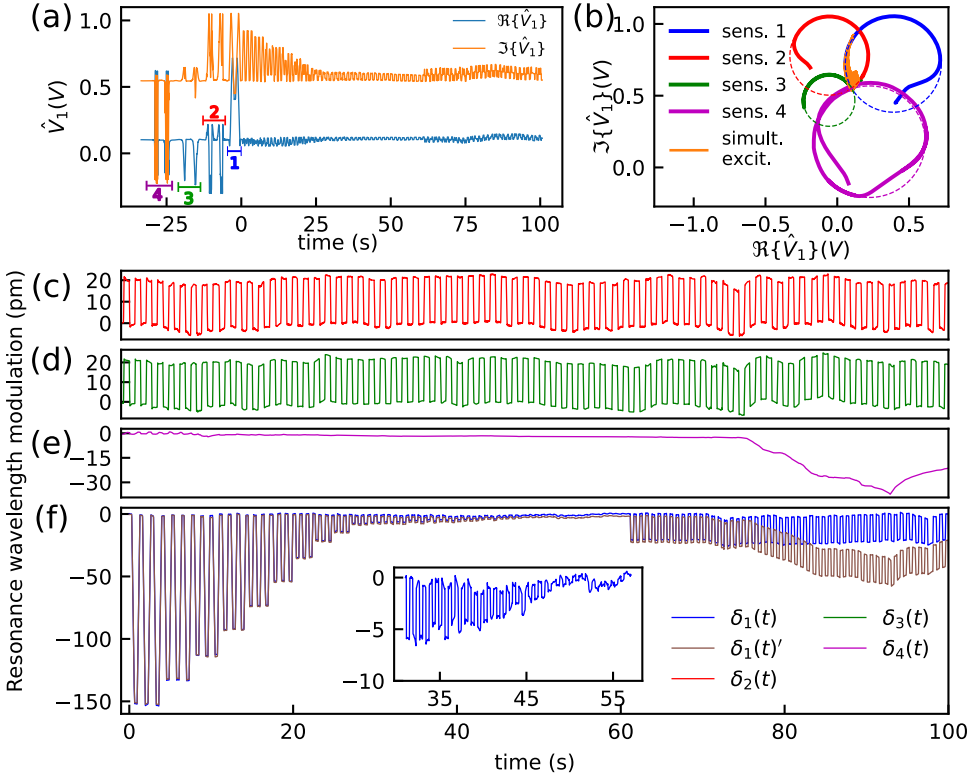 (a)
(b)
1.0
0.5
0.0
V̂₁(V)
ℜ{V̂₁}
ℑ{V̂₁}
4
3
2
1
−25
0
25
50
75
100
time (s)
1.0
0.5
0.0
ℑ{V̂₁}(V)
sens. 1
sens. 2
sens. 3
sens. 4
simult.
excit.
−1.0
−0.5
0.0
0.5
ℜ{V̂₁}(V)
Resonance wavelength modulation (pm)
(c)
20
0
(d)
20
0
(e)
0
−15
−30
(f)
0
−50
−100
−150
0
−5
−10
35
45
55
δ₁(t)
δ₁(t)′
δ₂(t)
δ₃(t)
δ₄(t)
0
20
40
60
80
100
time (s)